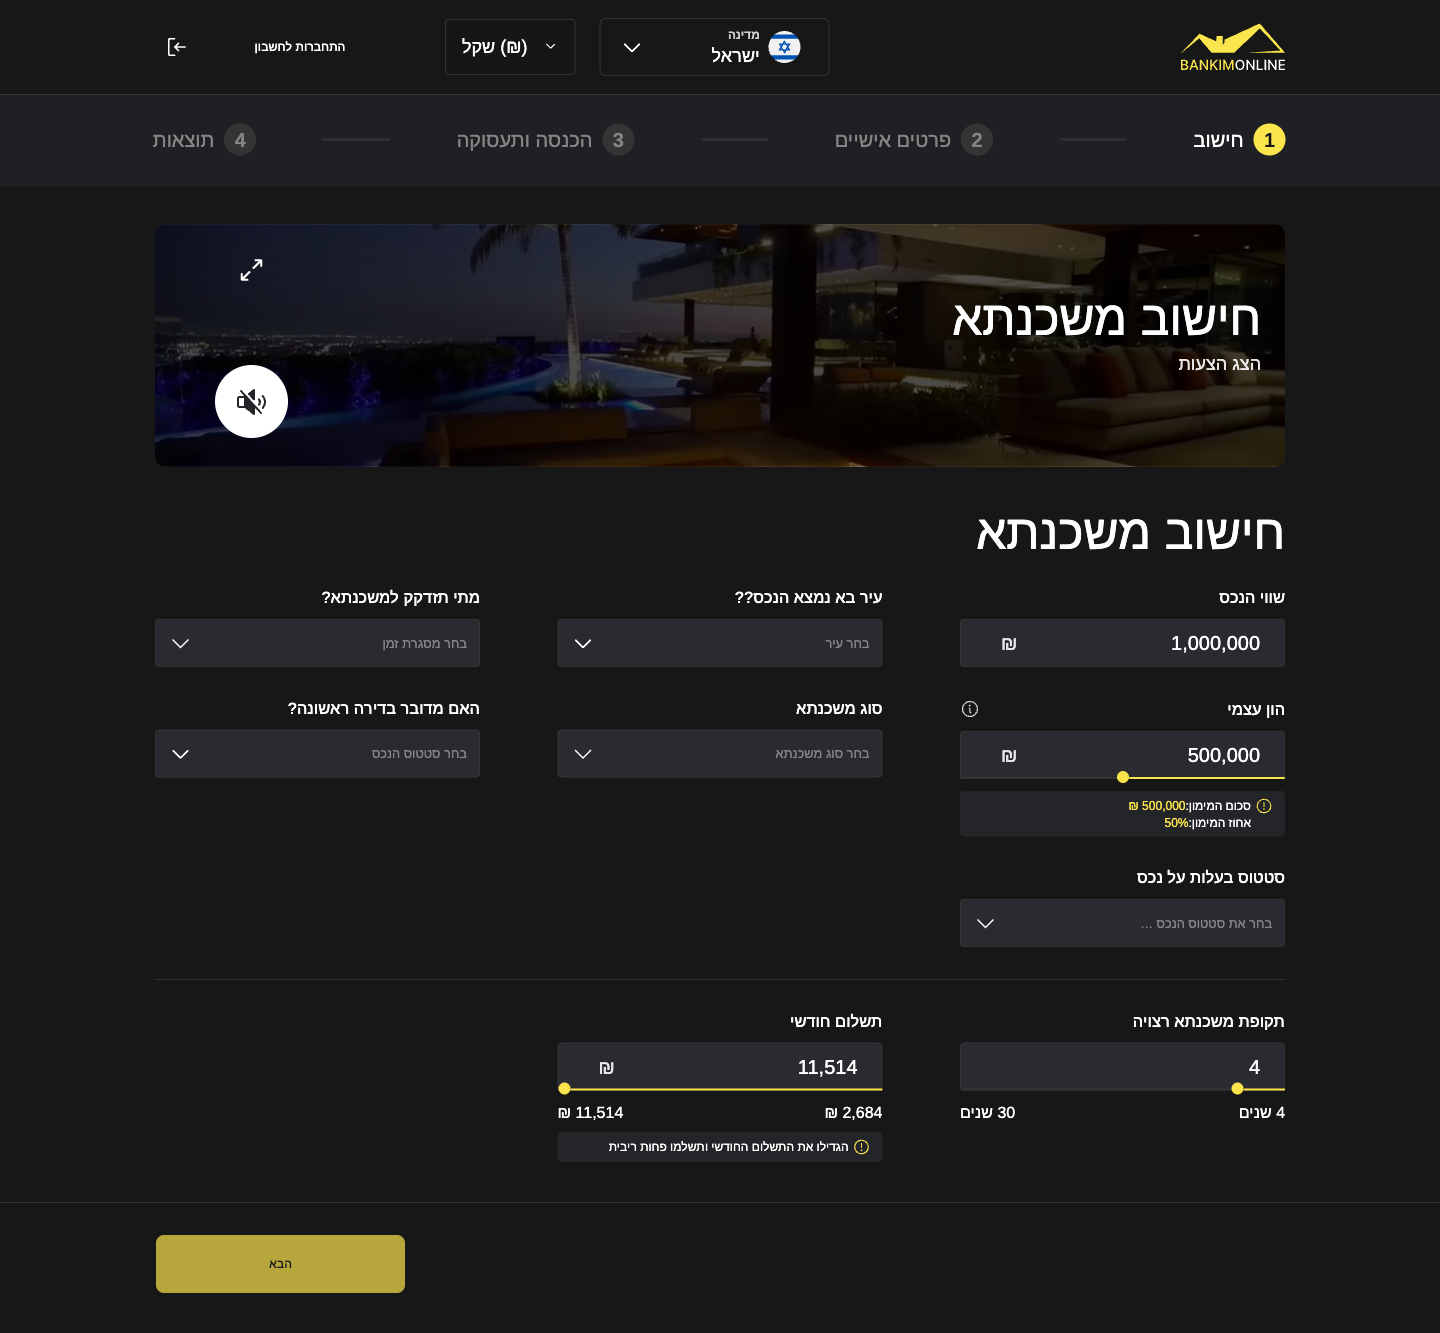 BANKIMONLINE
מדינה
ישראל
(₪) שקל
התחברות לחשבון
1 חישוב
2 פרטים אישיים
3 הכנסה ותעסוקה
4 תוצאות
חישוב משכנתא
הצג הצעות
חישוב משכנתא
שווי הנכס
1,000,000 ₪
עיר בא נמצא הנכס??
בחר עיר
מתי תזדקק למשכנתא?
בחר מסגרת זמן
הון עצמי
500,000 ₪
סכום המימון:500,000 ₪
אחוז המימון:50%
סוג משכנתא
בחר סוג משכנתא
האם מדובר בדירה ראשונה?
בחר סטטוס הנכס
סטטוס בעלות על נכס
בחר את סטטוס הנכס ...
תקופת משכנתא רצויה
4
4 שנים
30 שנים
תשלום חודשי
11,514 ₪
2,684 ₪
11,514 ₪
הגדילו את התשלום החודשי ותשלמו פחות ריבית
הבא